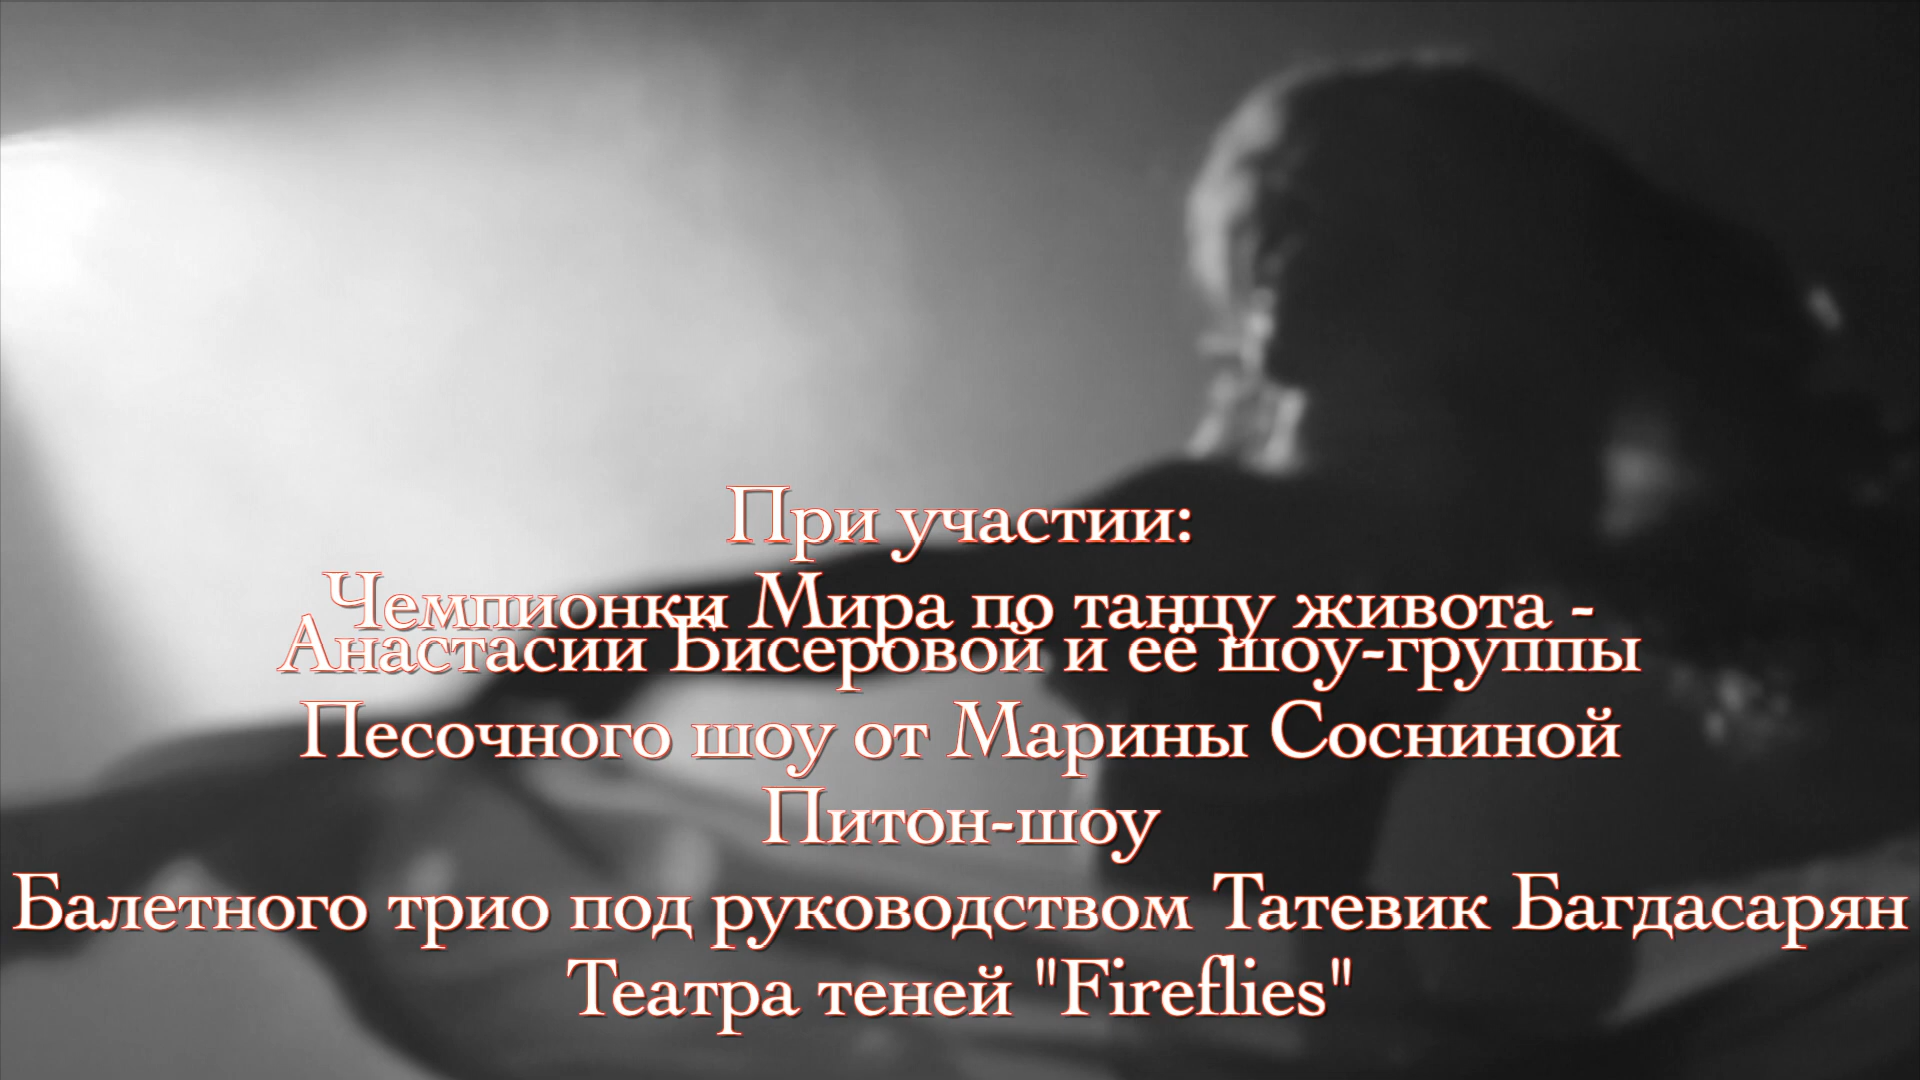 При участии:
Чемпионки Мира по танцу живота -
Анастасии Бисеровой и её шоу-группы
Песочного шоу от Марины Сосниной
Питон-шоу
Балетного трио под руководством Татевик Багдасарян
Театра теней "Fireflies"